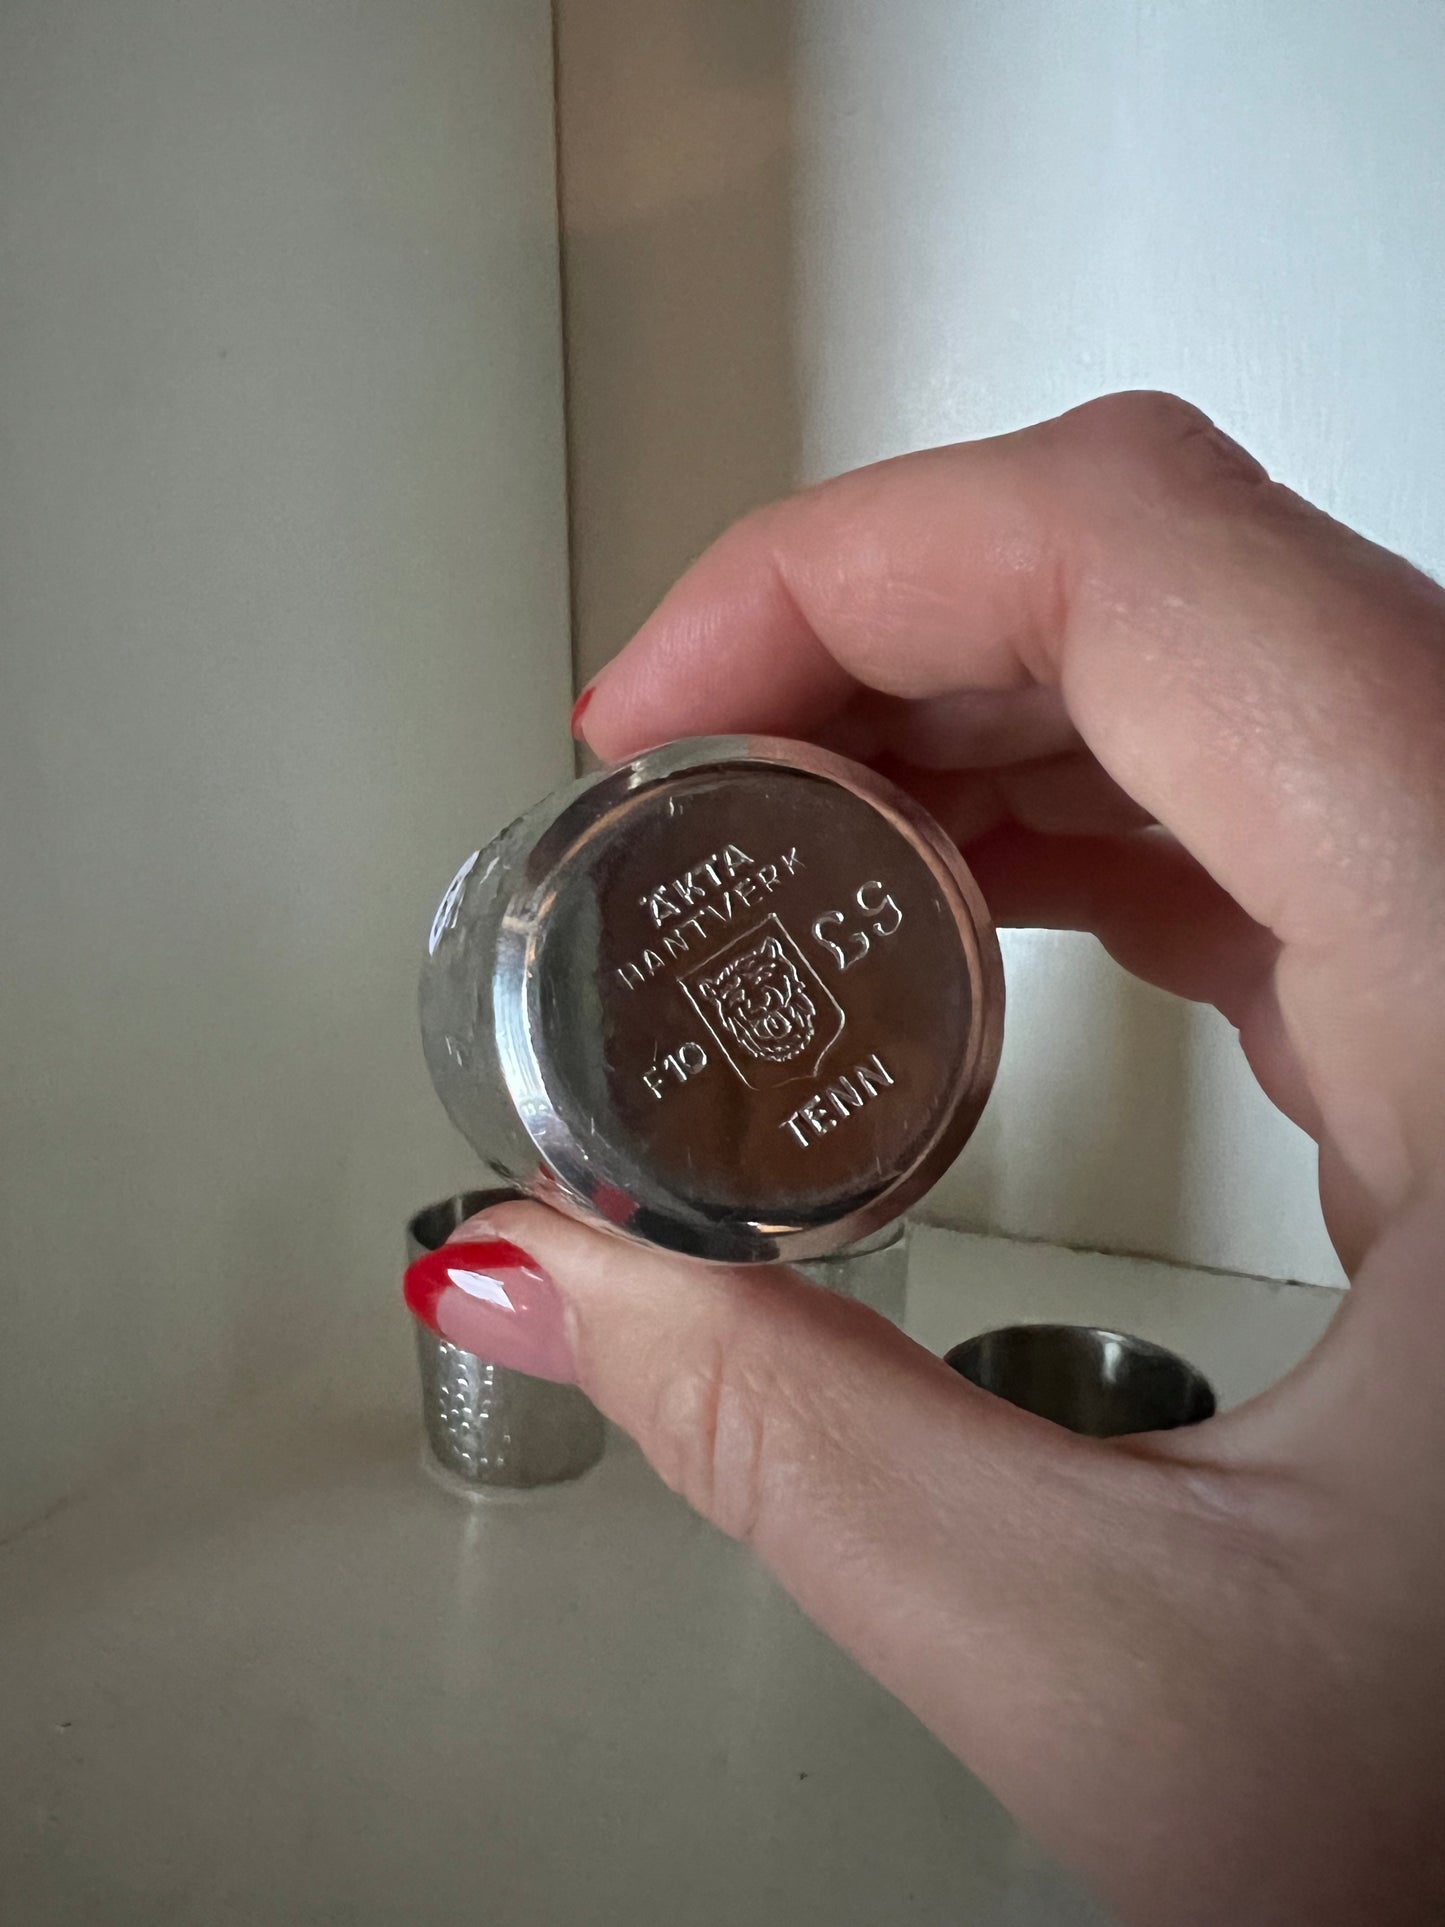 ÄKTA
HANTVERK
53
F10
TENN